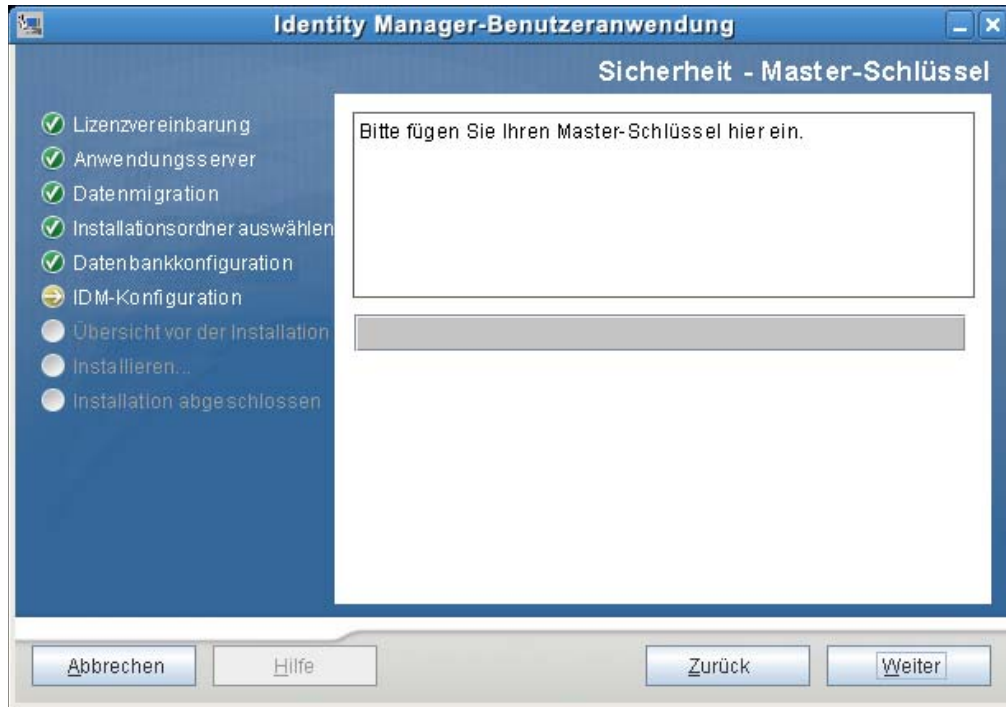 Identity Manager-Benutzeranwendung
Sicherheit - Master-Schlüssel
Lizenzvereinbarung
Anwendungsserver
Datenmigration
Installationsordner auswählen
Datenbankkonfiguration
IDM-Konfiguration
Übersicht vor der Installation
Installieren...
Installation abgeschlossen
Bitte fügen Sie Ihren Master-Schlüssel hier ein.
Abbrechen
Hilfe
Zurück
Weiter